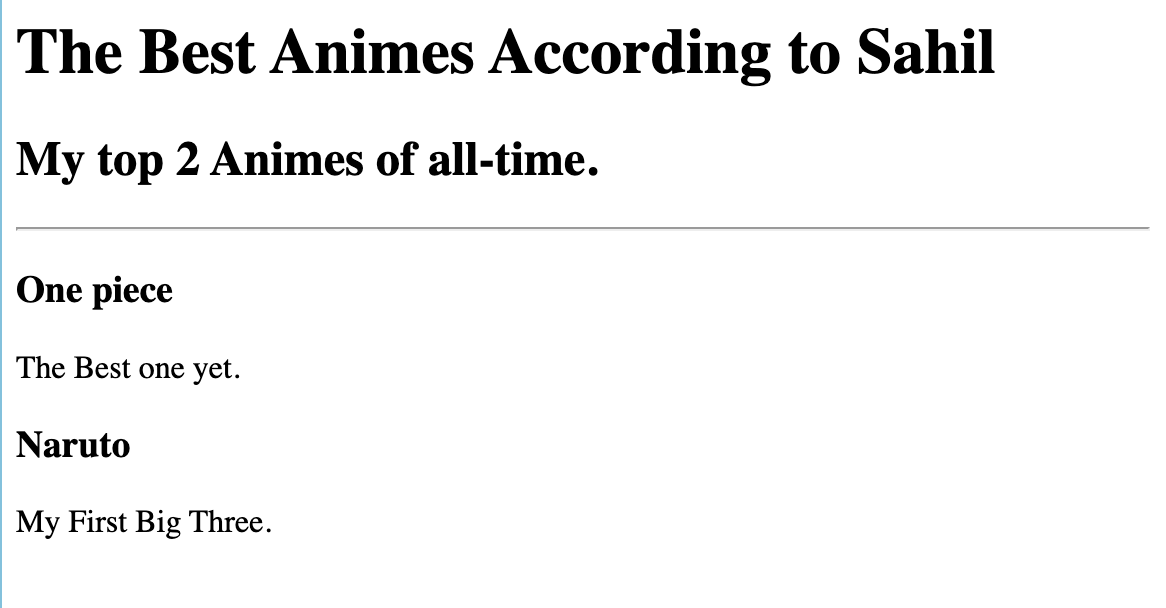 The Best Animes According to Sahil
My top 2 Animes of all-time.
One piece
The Best one yet.
Naruto
My First Big Three.